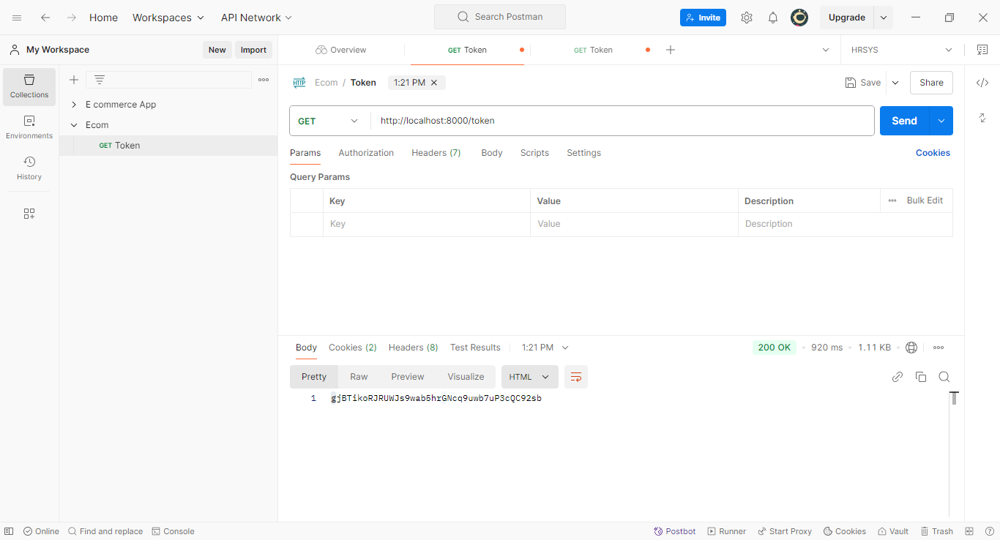 Home Workspaces API Network Search Postman Invite Upgrade
My Workspace New Import Overview GET Token GET Token HRSYS
Collections
Environments
History
E commerce App
Ecom
GET Token
HTTP Ecom / Token 1:21 PM Save Share
GET http://localhost:8000/token Send
Params Authorization Headers (7) Body Scripts Settings Cookies
Query Params
Key Value Description Bulk Edit
Key Value Description
Body Cookies (2) Headers (8) Test Results 1:21 PM 200 OK 920 ms 1.11 KB
Pretty Raw Preview Visualize HTML
1 gjBTikoRJRUWJs9wab5hrGNcq9uwb7uP3cQC92sb
Online Find and replace Console Postbot Runner Start Proxy Cookies Vault Trash